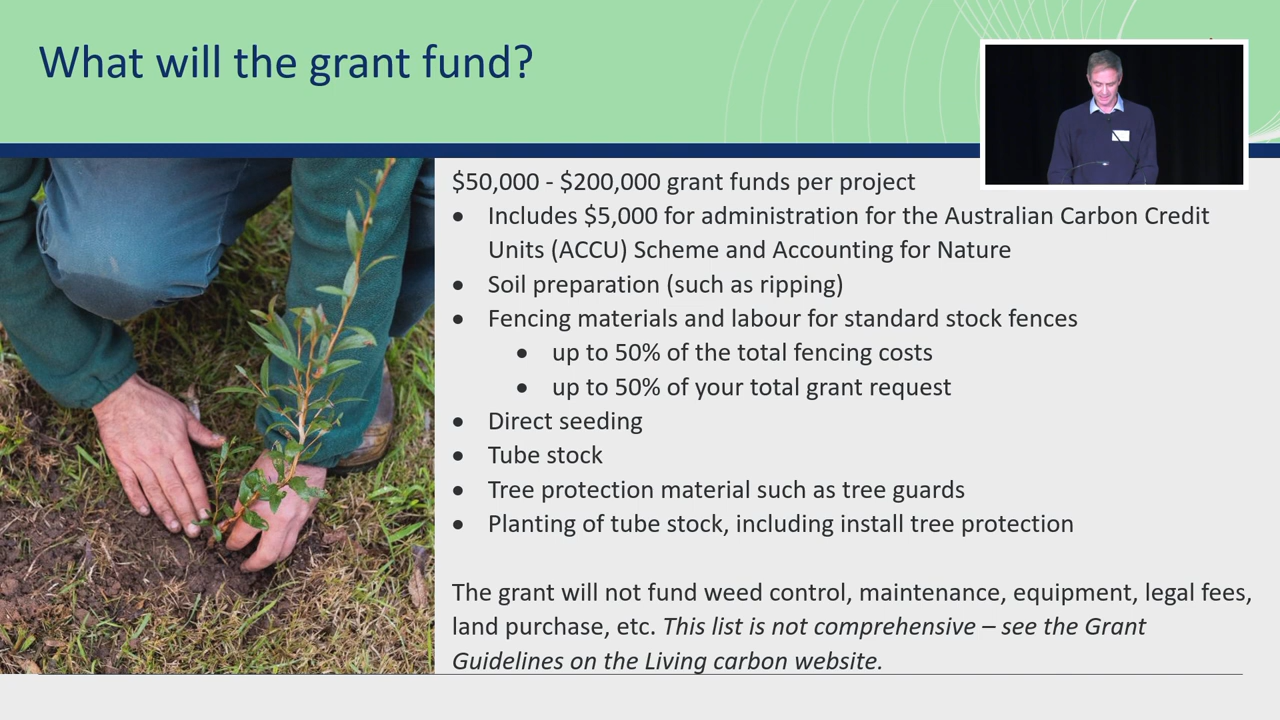 What will the grant fund?
$50,000 - $200,000 grant funds per project
• Includes $5,000 for administration for the Australian Carbon Credit
Units (ACCU) Scheme and Accounting for Nature
• Soil preparation (such as ripping)
• Fencing materials and labour for standard stock fences
• up to 50% of the total fencing costs
• up to 50% of your total grant request
• Direct seeding
• Tube stock
• Tree protection material such as tree guards
• Planting of tube stock, including install tree protection
The grant will not fund weed control, maintenance, equipment, legal fees,
land purchase, etc. This list is not comprehensive – see the Grant
Guidelines on the Living carbon website.